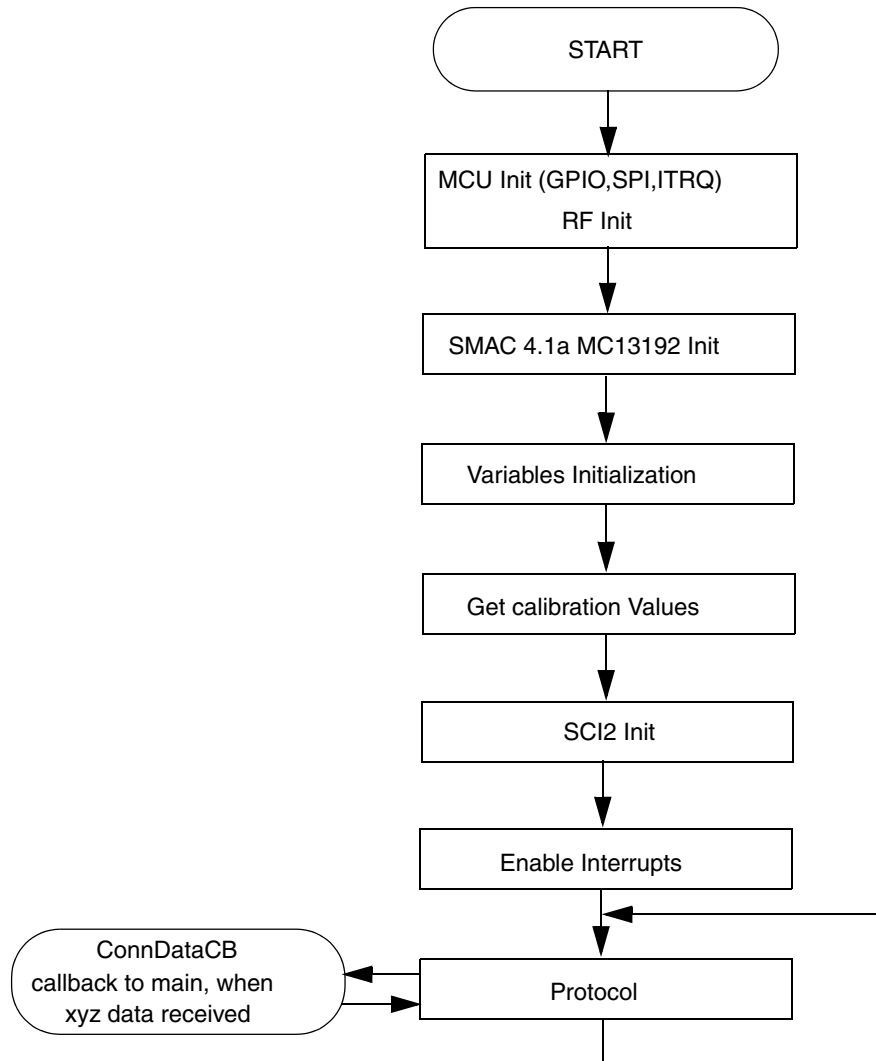 START
MCU Init (GPIO,SPI,ITRQ)
RF Init
SMAC 4.1a MC13192 Init
Variables Initialization
Get calibration Values
SCI2 Init
Enable Interrupts
ConnDataCB
callback to main, when
xyz data received
Protocol